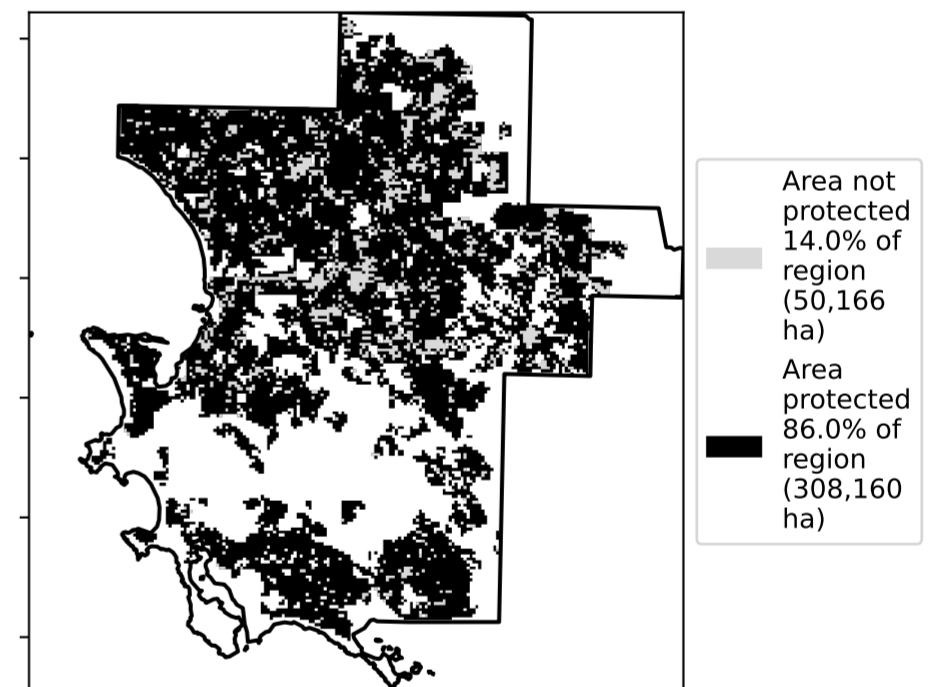 Area not
protected
14.0% of
region
(50,166
ha)
Area
protected
86.0% of
region
(308,160
ha)